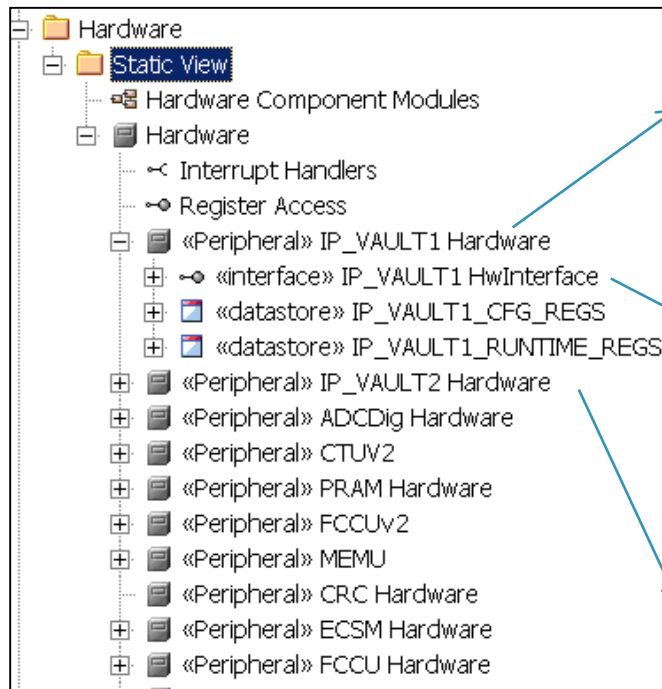 Hardware
Static View
Hardware Component Modules
Hardware
Interrupt Handlers
Register Access
«Peripheral» IP_VAULT1 Hardware
«interface» IP_VAULT1 HwInterface
«datastore» IP_VAULT1_CFG_REGS
«datastore» IP_VAULT1_RUNTIME_REGS
«Peripheral» IP_VAULT2 Hardware
«Peripheral» ADCDig Hardware
«Peripheral» CTUV2
«Peripheral» PRAM Hardware
«Peripheral» FCCUv2
«Peripheral» MEMU
«Peripheral» CRC Hardware
«Peripheral» ECSM Hardware
«Peripheral» FCCU Hardware